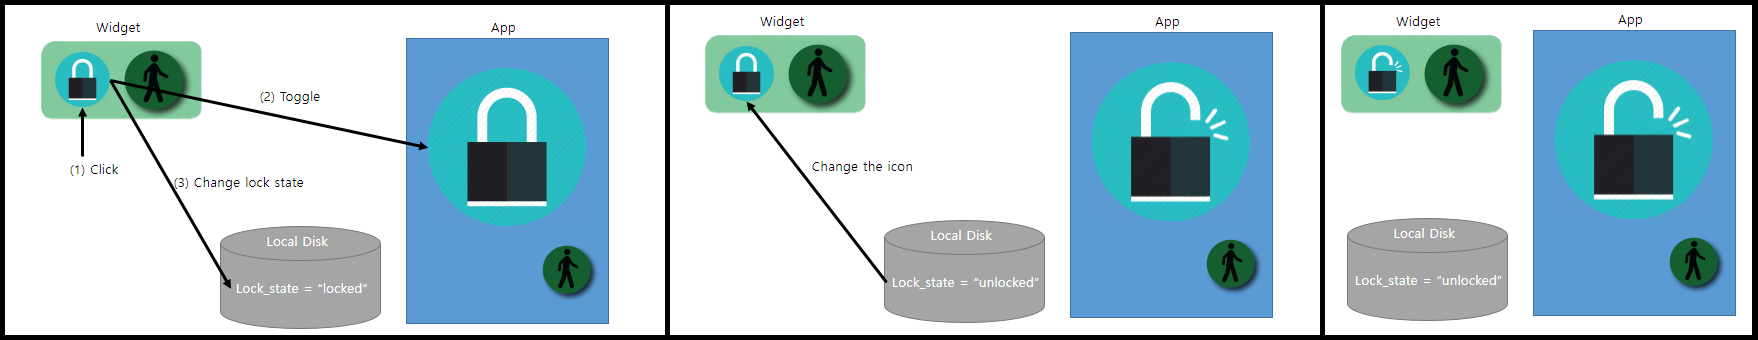 Widget
App
(1) Click
(2) Toggle
(3) Change lock state
Local Disk
Lock_state = “locked”
Widget
App
Change the icon
Local Disk
Lock_state = “unlocked”
Widget
App
Local Disk
Lock_state = “unlocked”